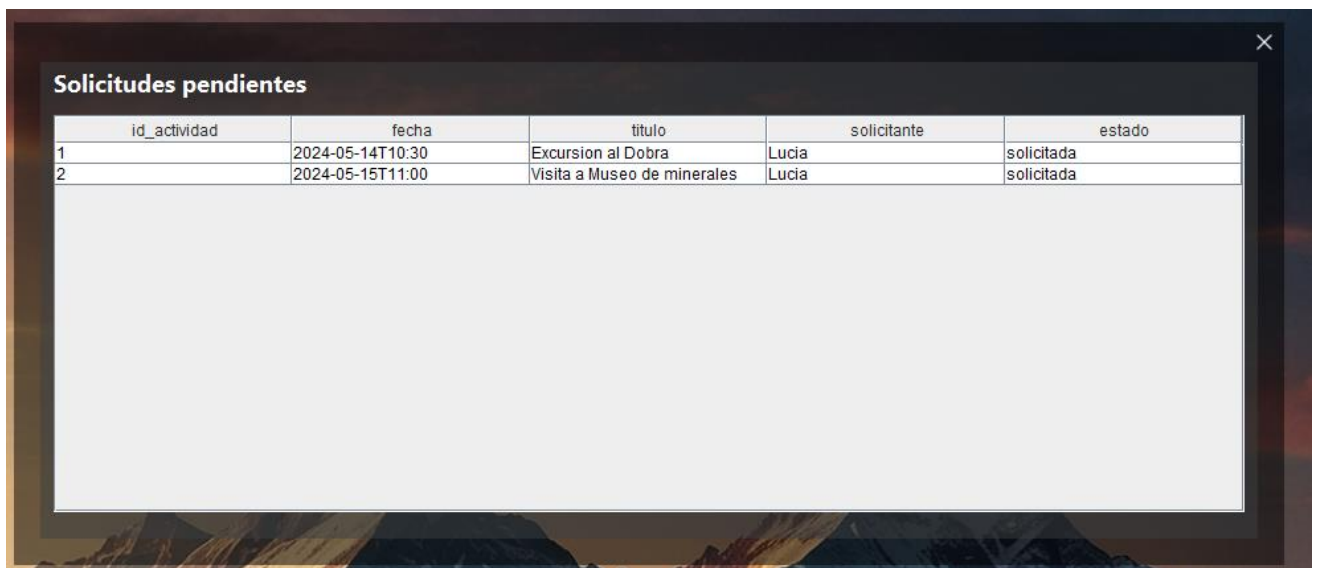 Solicitudes pendientes
id_actividad fecha titulo solicitante estado
1 2024-05-14T10:30 Excursion al Dobra Lucia solicitada
2 2024-05-15T11:00 Visita a Museo de minerales Lucia solicitada